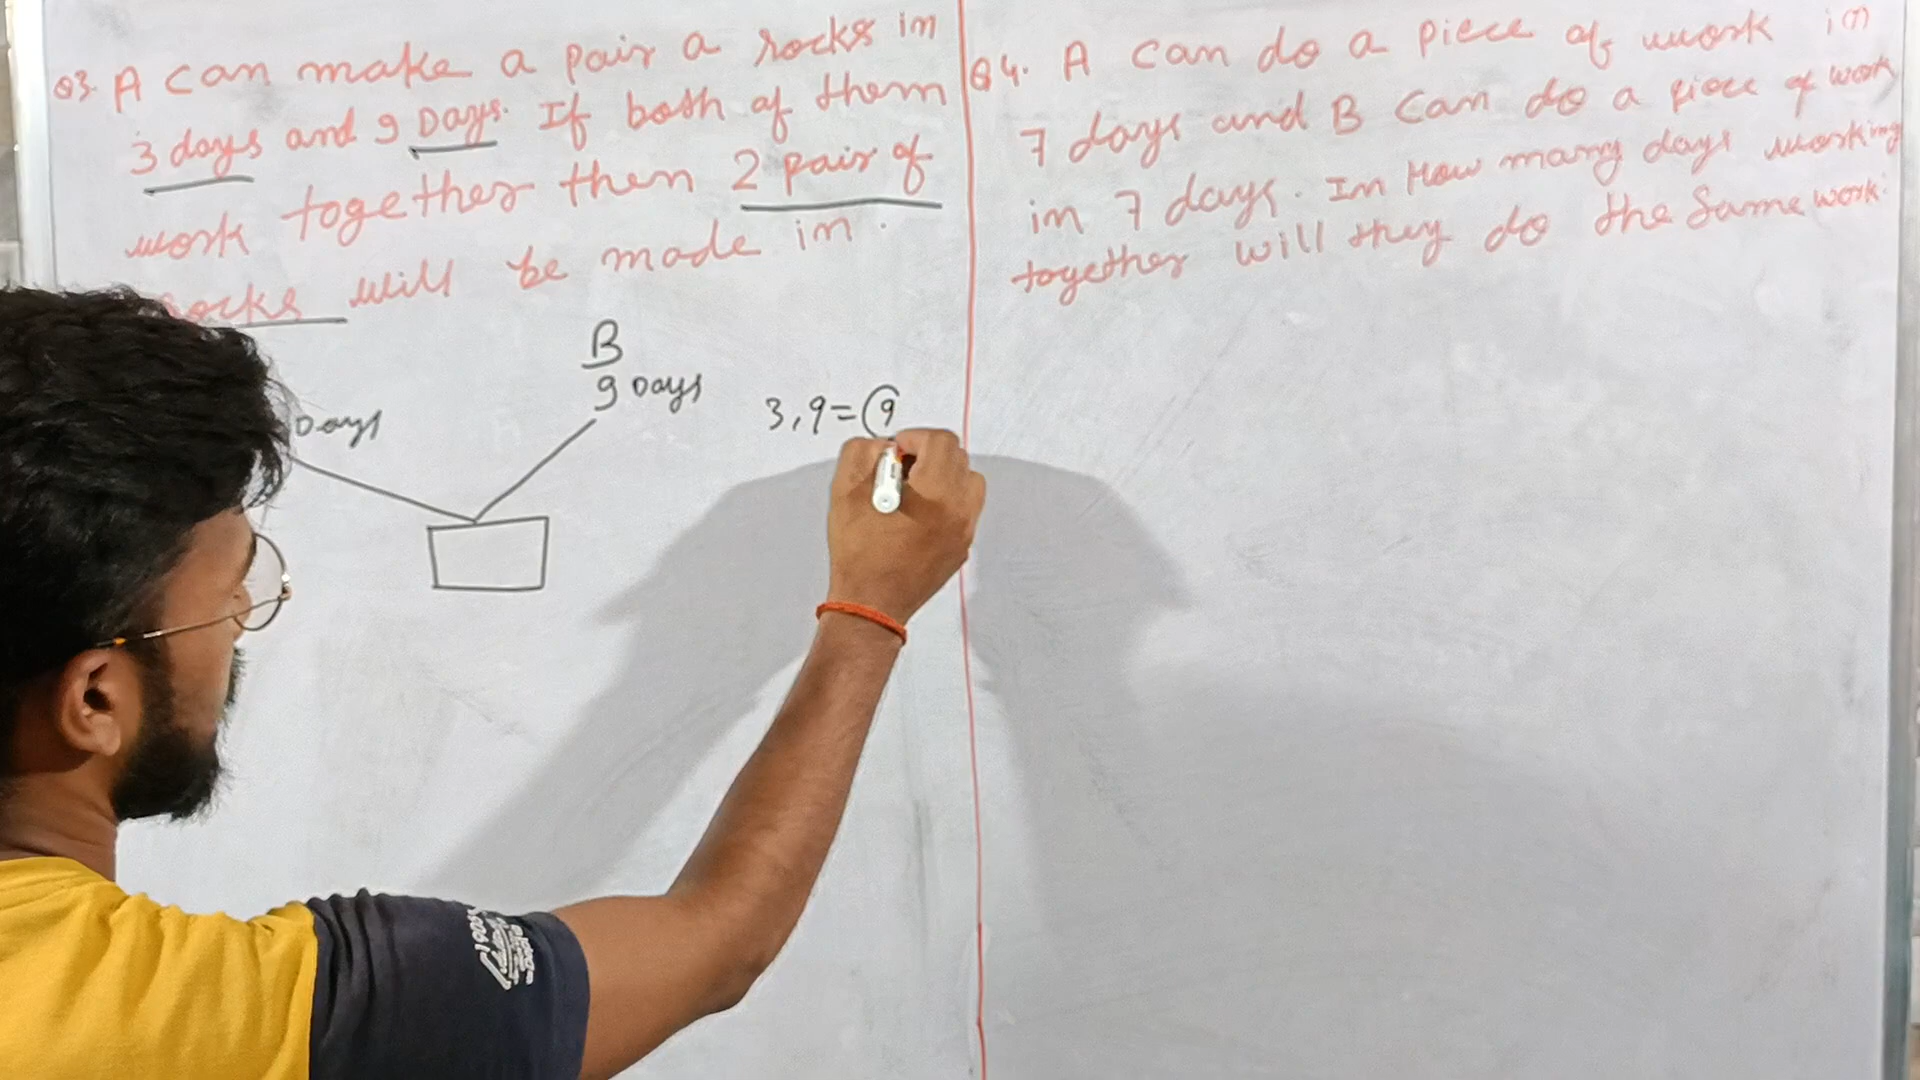 Q3. A can make a pair a rocks in
3 days and 9 Days. If both of them
work together then 2 pair of
rocks will be made in.
B
9 Days
Days
3,9=9
Q4. A can do a piece of work in
7 days and B can do a piece of work
in 7 days. In How many days working
together will they do the same work.